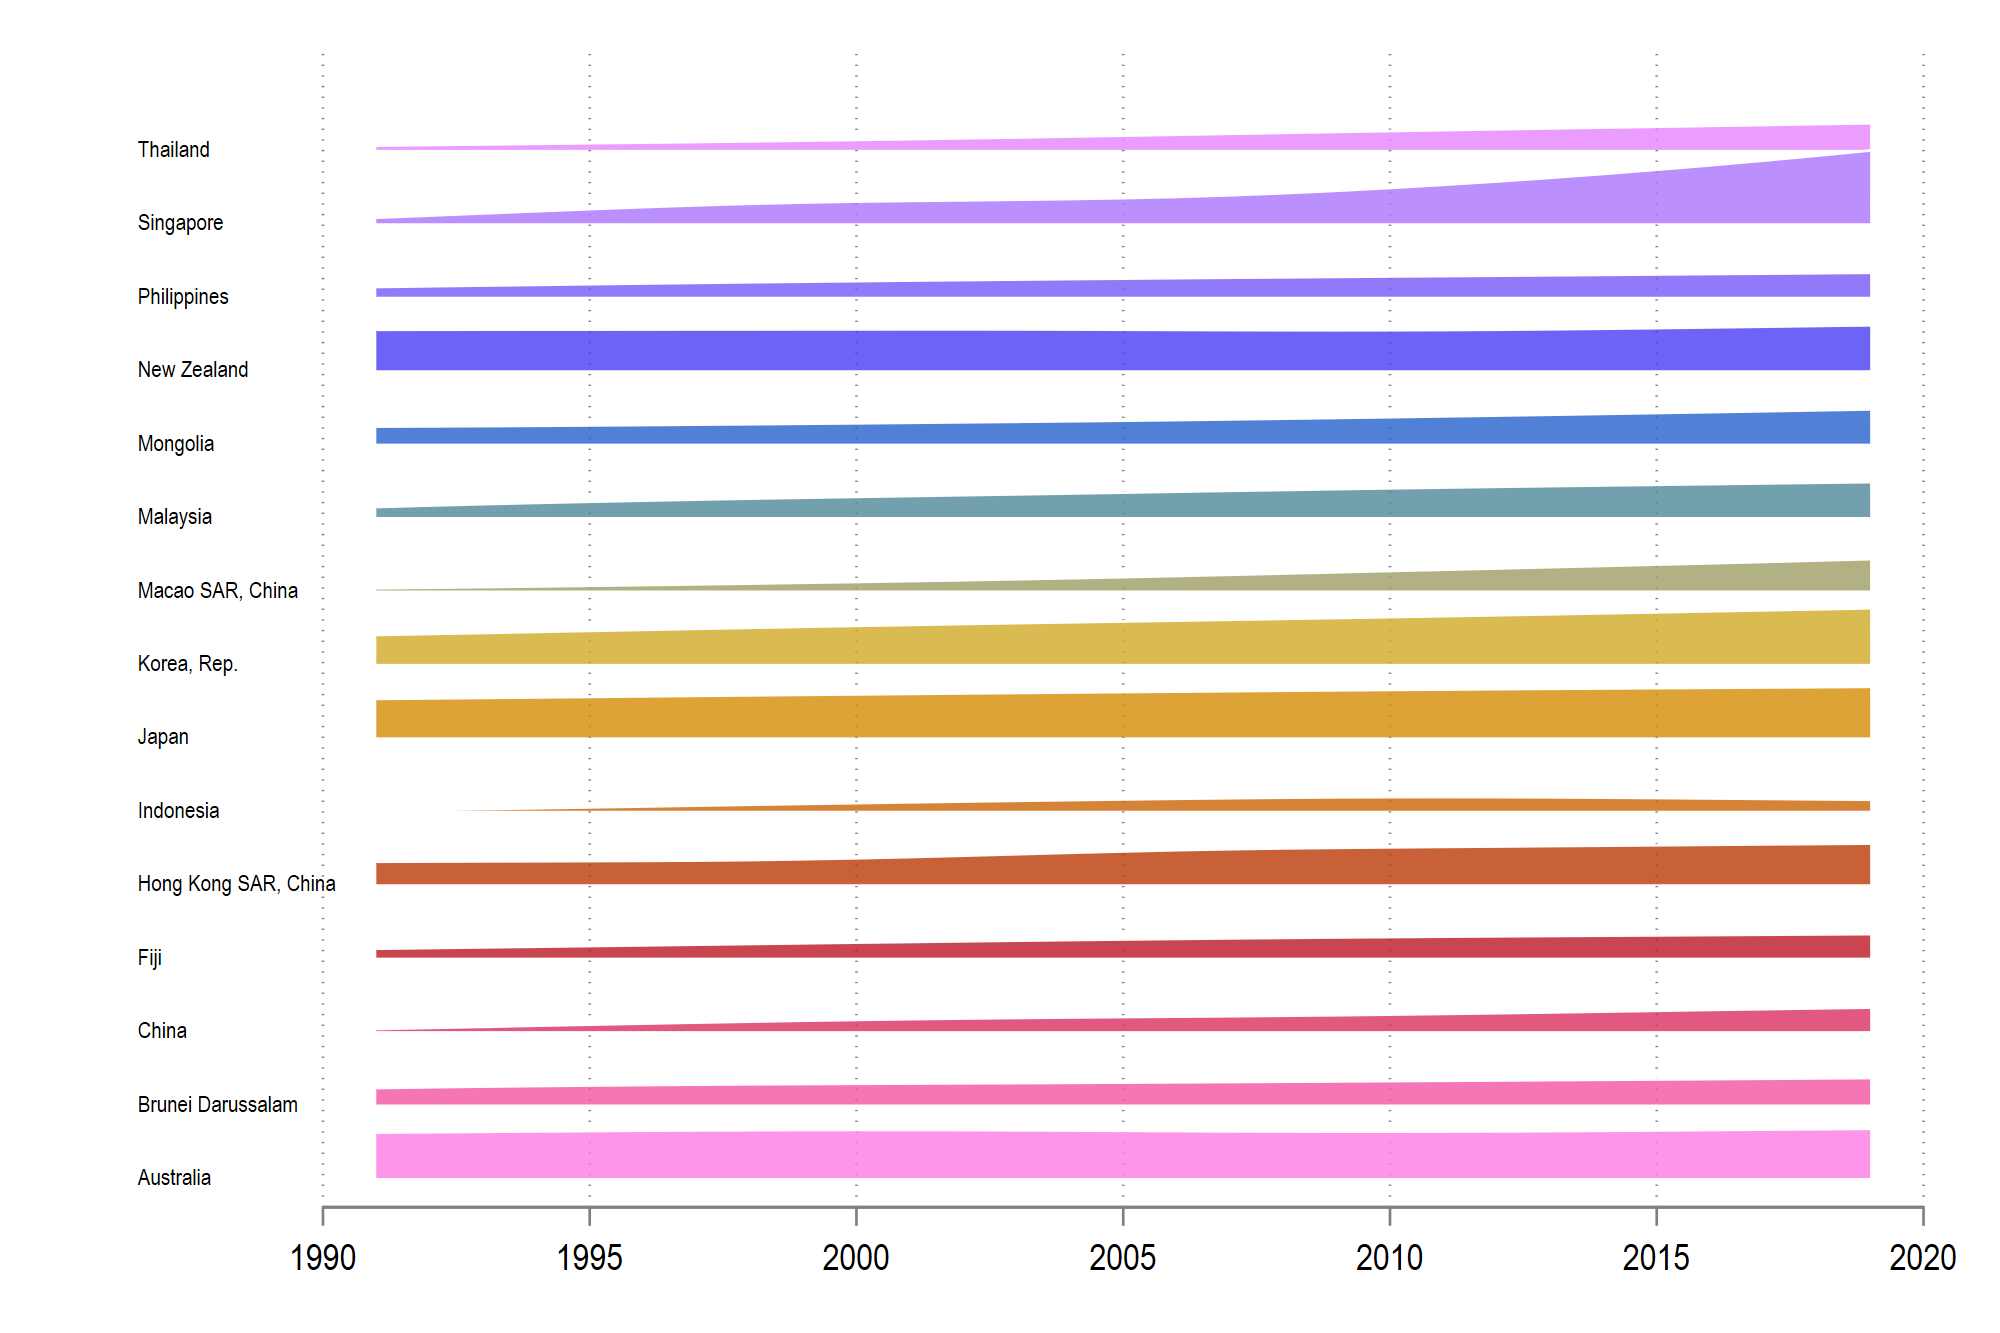 Thailand
Singapore
Philippines
New Zealand
Mongolia
Malaysia
Macao SAR, China
Korea, Rep.
Japan
Indonesia
Hong Kong SAR, China
Fiji
China
Brunei Darussalam
Australia
1990 1995 2000 2005 2010 2015 2020